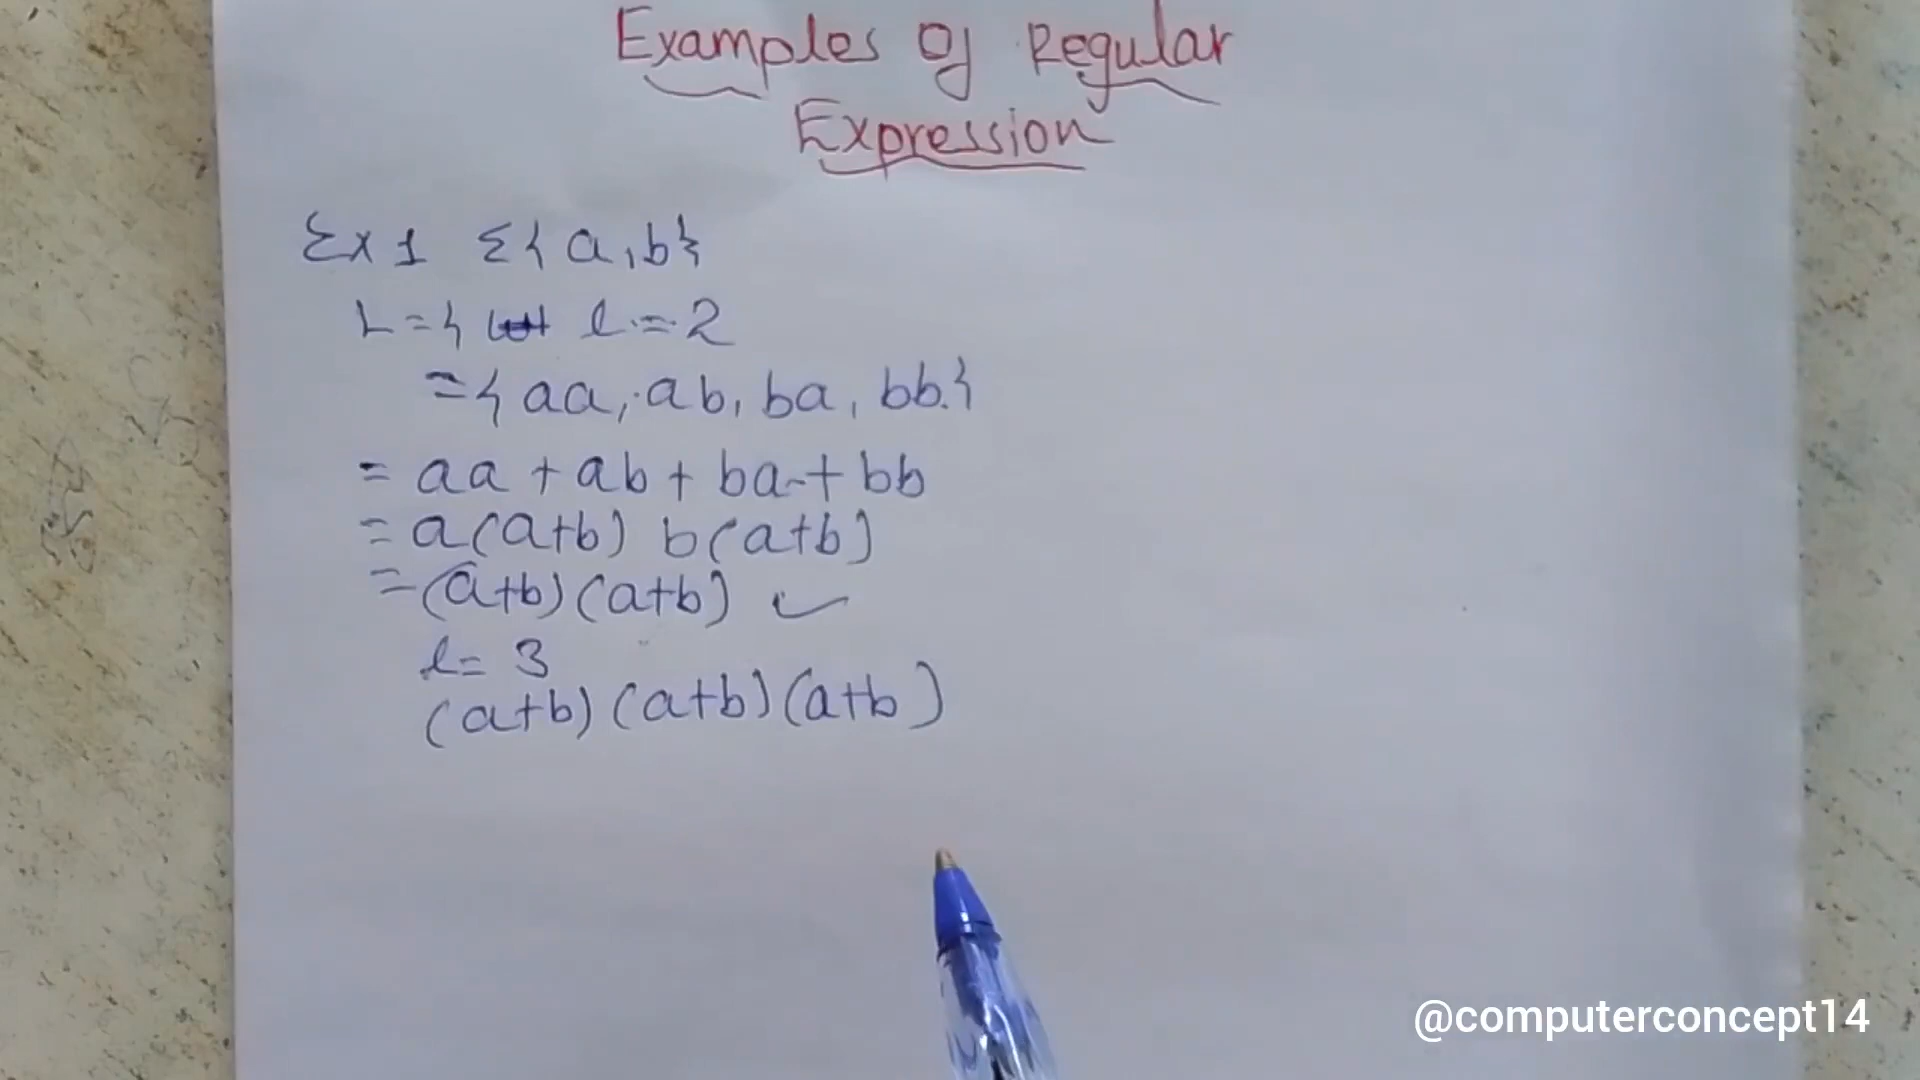 Examples Of Regular
Expression
Ex 1 Σ{a,b}
L={ l=2
={aa, ab, ba, bb}
= aa + ab + ba + bb
= a(a+b) b(a+b)
=(a+b)(a+b) ✓
l= 3
(a+b)(a+b)(a+b)
@computerconcept14